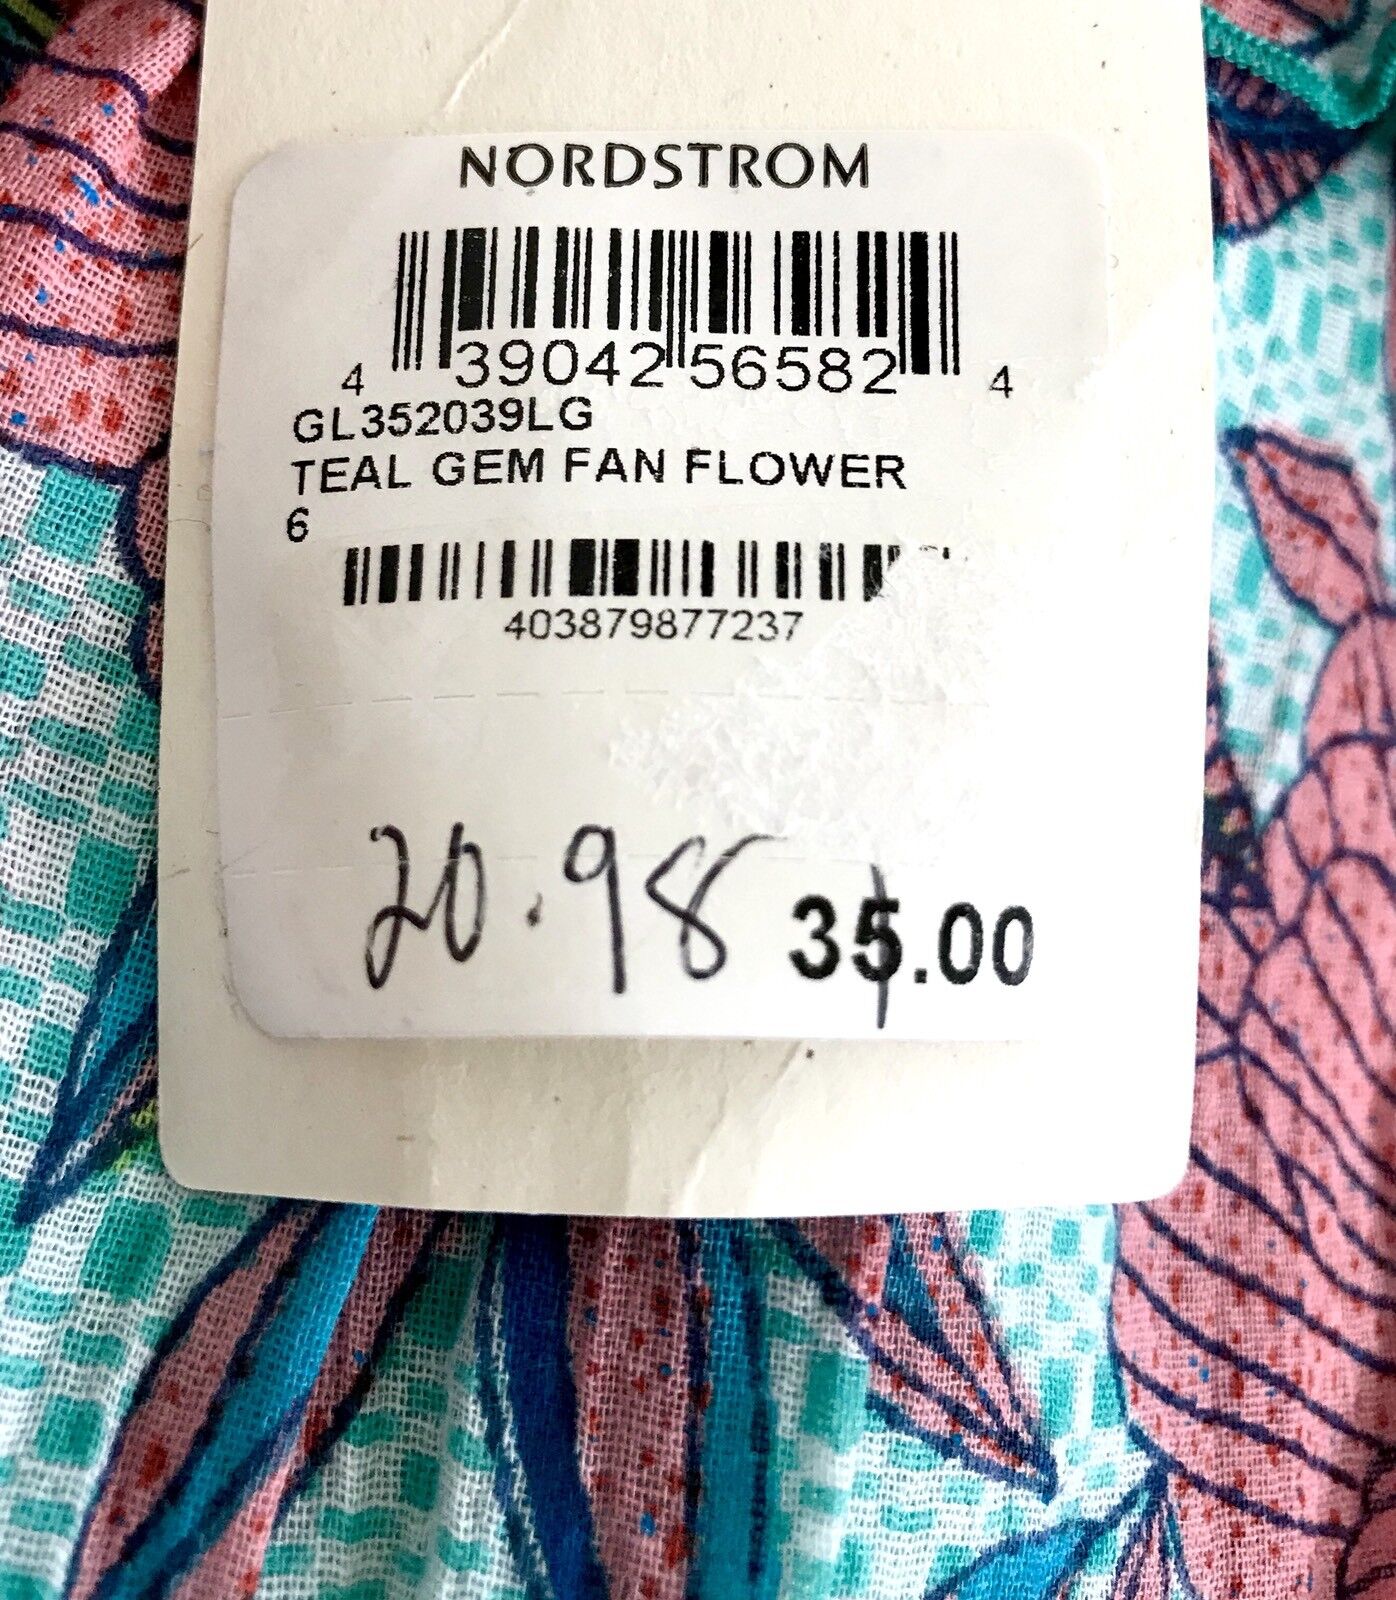 NORDSTROM
4 39042 56582 4
GL352039LG
TEAL GEM FAN FLOWER
6
403879877237
20.98 35.00